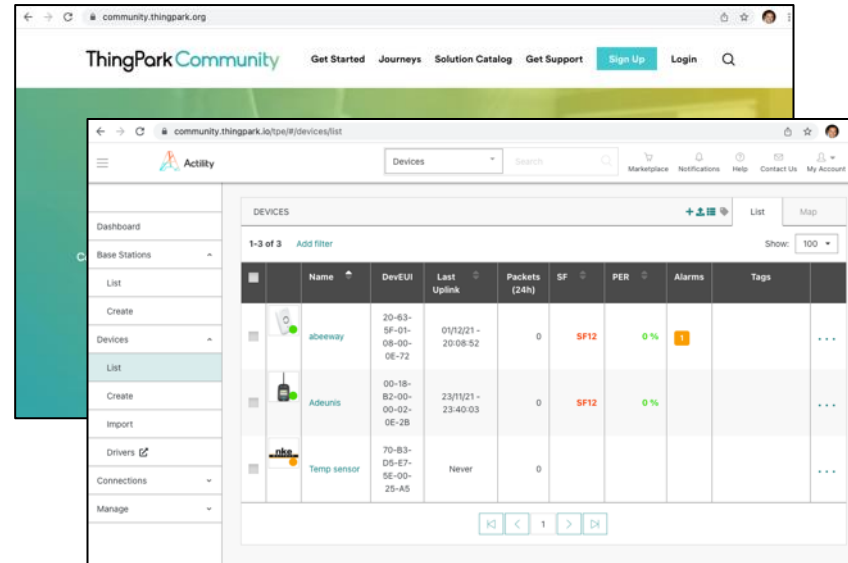 community.thingpark.org
ThingPark Community Get Started Journeys Solution Catalog Get Support Sign Up Login
community.thingpark.io/tpe/#/devices/list
Actility Devices Search Marketplace Notifications Help Contact Us My Account
DEVICES List Map
Dashboard
1-3 of 3 Add filter Show: 100
Base Stations
List
Create
Devices
List
Create
Import
Drivers
Connections
Manage
Name DevEUI Last Uplink Packets (24h) SF PER Alarms Tags
abeeway 20-63-5F-01-08-00-0E-72 01/12/21 - 20:08:52 0 SF12 0 % 1 ...
Adeunis 00-18-B2-00-00-02-0E-2B 23/11/21 - 23:40:03 0 SF12 0 % ...
nke Temp sensor 70-B3-D5-E7-5E-00-25-A5 Never 0 ...
1